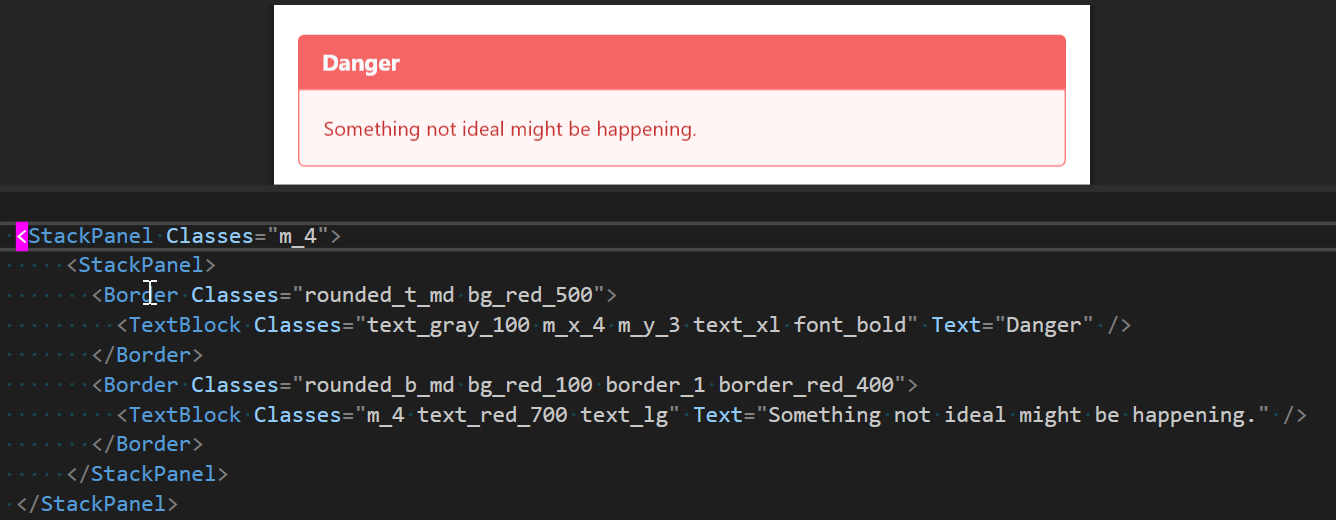 Danger
Something not ideal might be happening.
<StackPanel Classes="m_4">
<StackPanel>
<Border Classes="rounded_t_md bg_red_500">
<TextBlock Classes="text_gray_100 m_x_4 m_y_3 text_xl font_bold" Text="Danger" />
</Border>
<Border Classes="rounded_b_md bg_red_100 border_1 border_red_400">
<TextBlock Classes="m_4 text_red_700 text_lg" Text="Something not ideal might be happening." />
</Border>
</StackPanel>
</StackPanel>